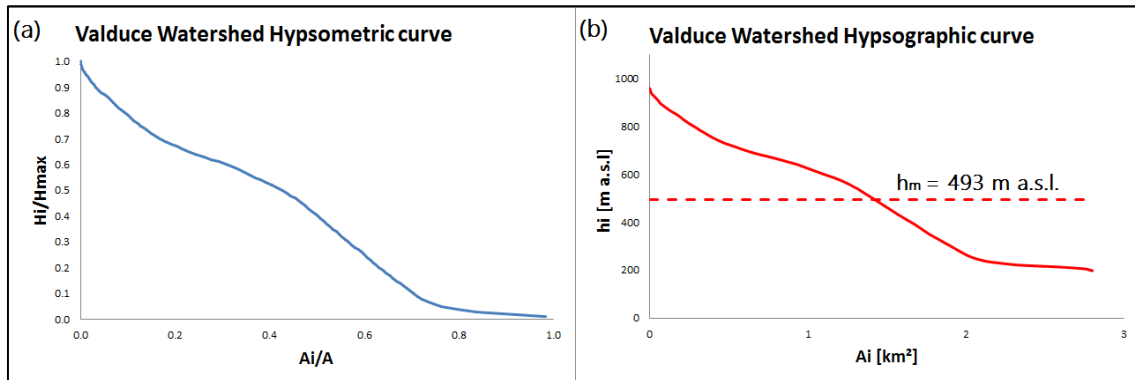 (a)
Valduce Watershed Hypsometric curve
1.0
0.9
0.8
0.7
0.6
0.5
0.4
0.3
0.2
0.1
0.0
Hi/Hmax
0.0 0.2 0.4 0.6 0.8 1.0
Ai/A
(b)
Valduce Watershed Hypsographic curve
1000
800
600
400
200
0
hi [m a.s.l]
hm = 493 m a.s.l.
0 1 2 3
Ai [km²]